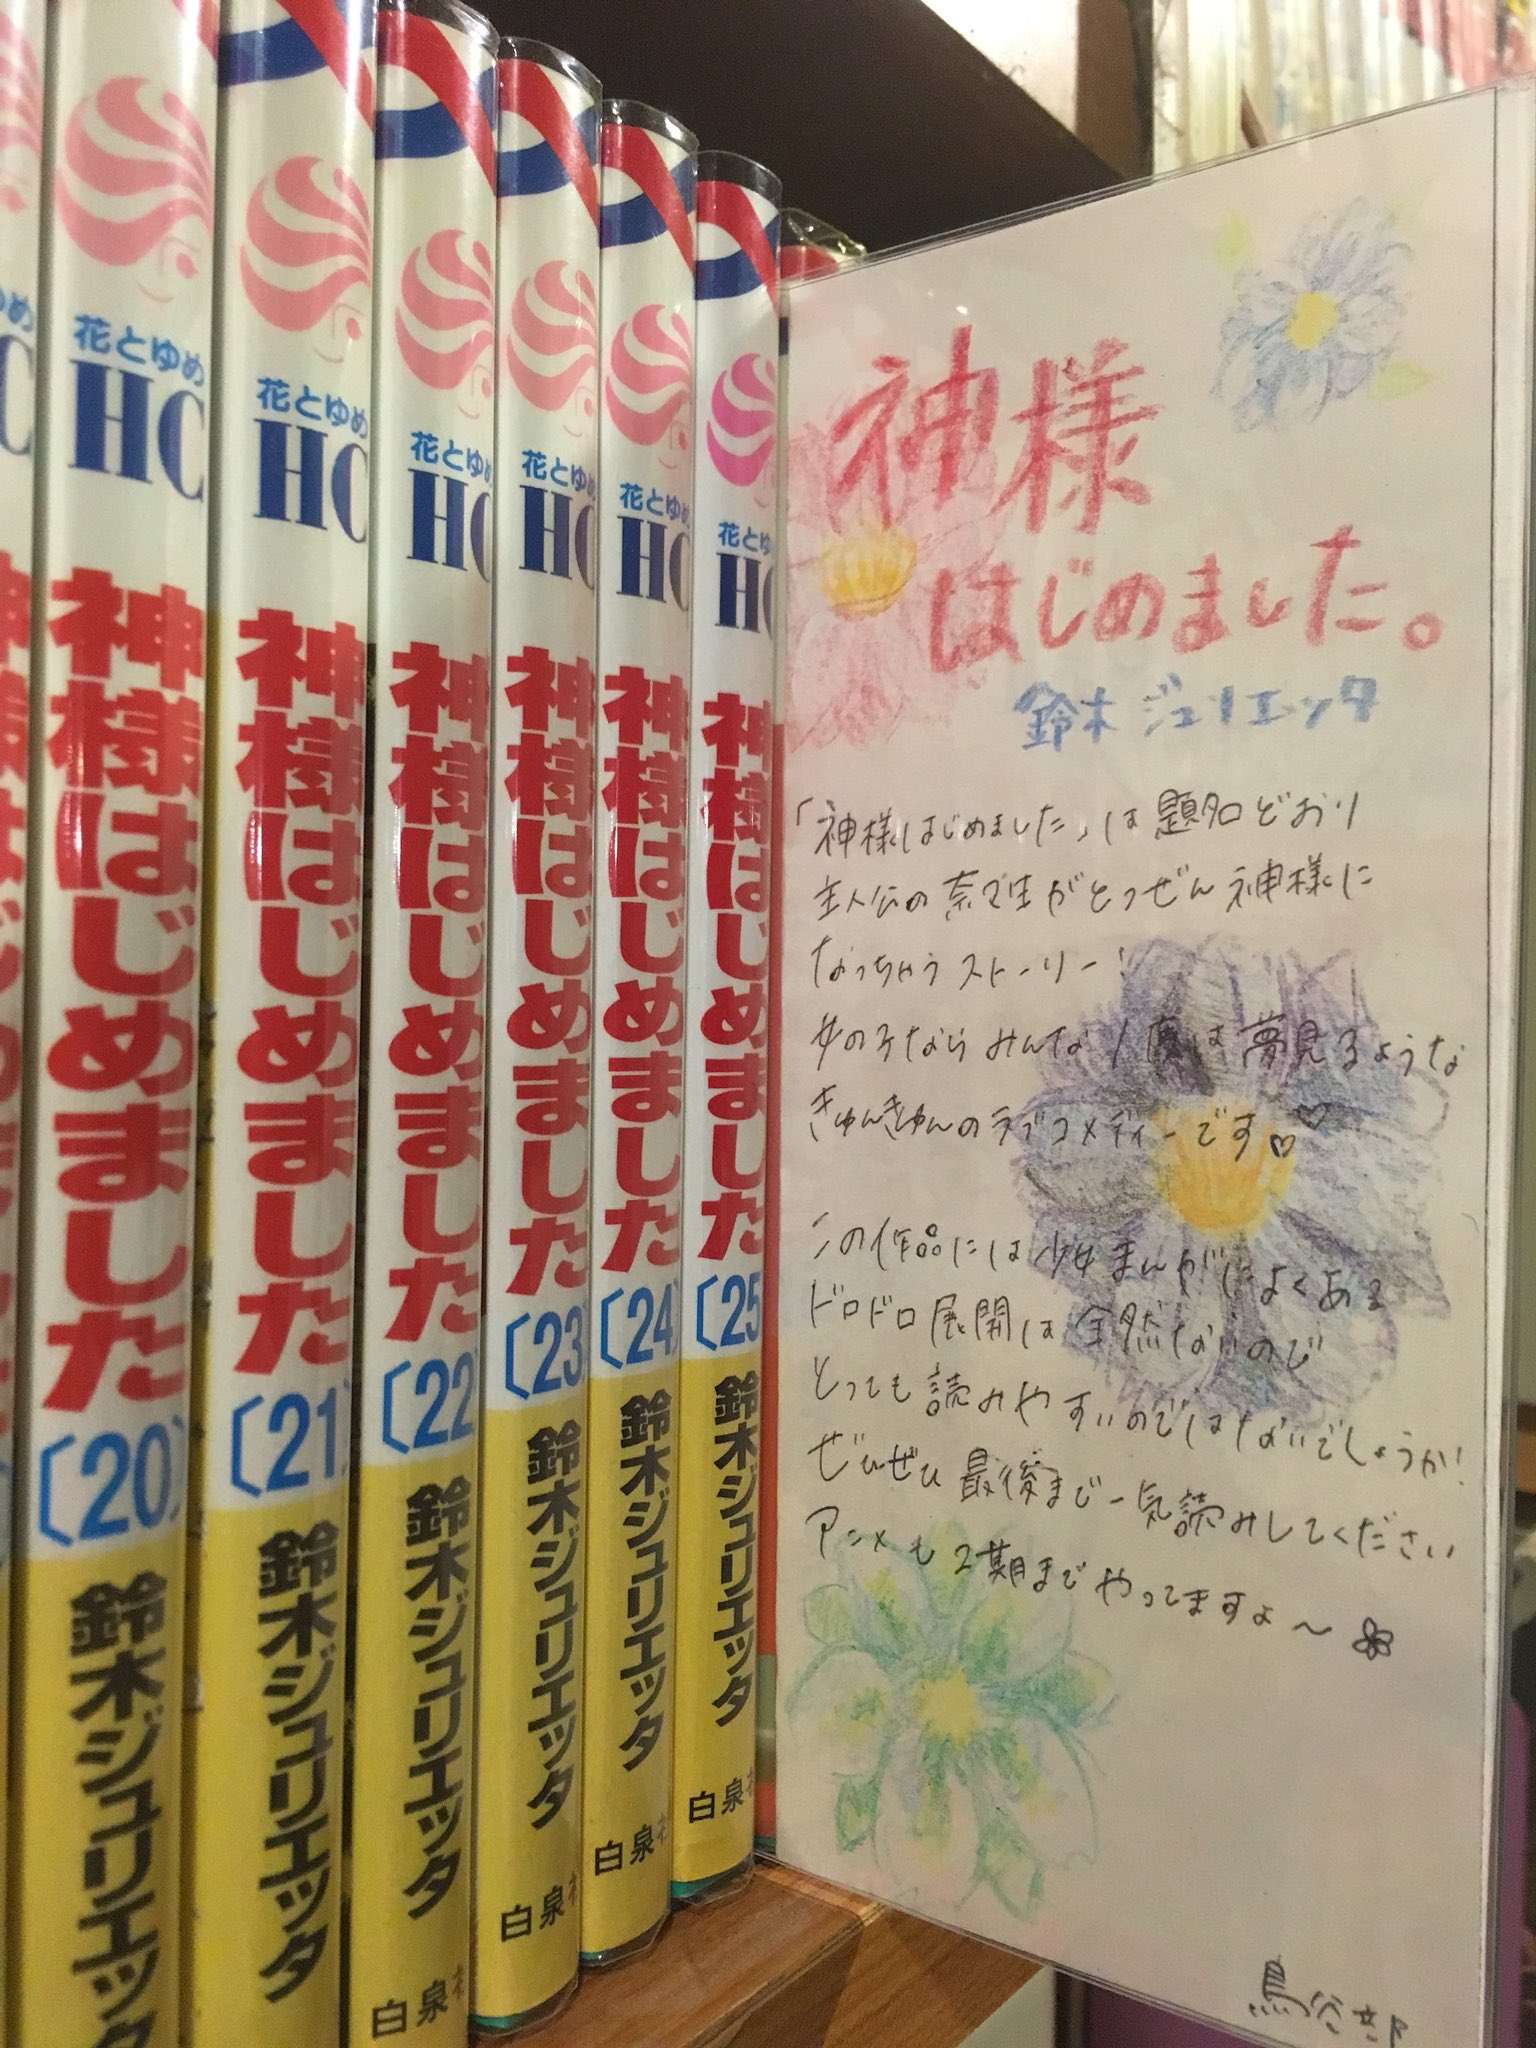 花とゆめ
HC
神様はじめました
〔20〕
鈴木ジュリエッタ
花とゆめ
HC
神様はじめました
〔21〕
鈴木ジュリエッタ
花とゆめ
HC
神様はじめました
〔22
鈴木ジュリエッタ
白泉
花とゆめ
HC
神様はじめました
〔23
鈴木ジュリエッタ
白泉
花とゆめ
HC
神様はじめました
〔24
鈴木ジュリエッタ
白泉
花とゆ
H
神様はじめました
〔25
鈴木ジュリエッタ
白泉
神様
はじめました。
鈴木ジュリエッタ
「神様はじめました」は題名どおり
主人公の奈々生がとつぜん神様に
なっちゃうストーリー!
女の子ならみんな1度は夢見るような
きゅんきゅんのラブコメディーです♡♡
この作品には少女まんがによくある
ドロドロ展開は全然ないので
とっても読みやすいのではないでしょうか!
ぜひぜひ最後まで一気読みしてください
アニメも2期までやってますよ〜
鳥谷部